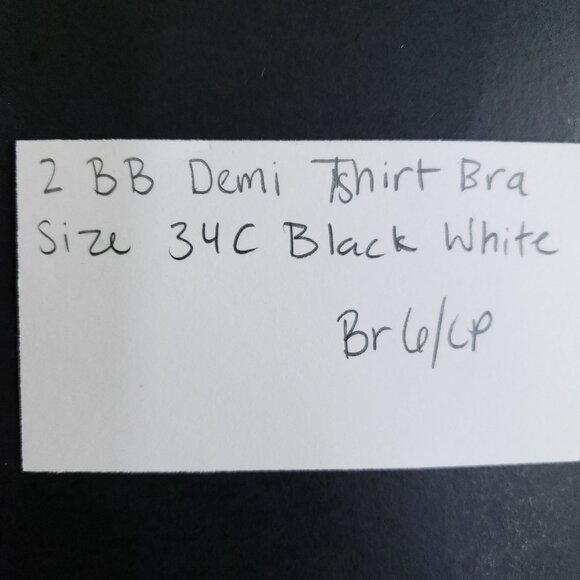 2 BB Demi Tshirt Bra
Size 34C Black White
Br6/CP